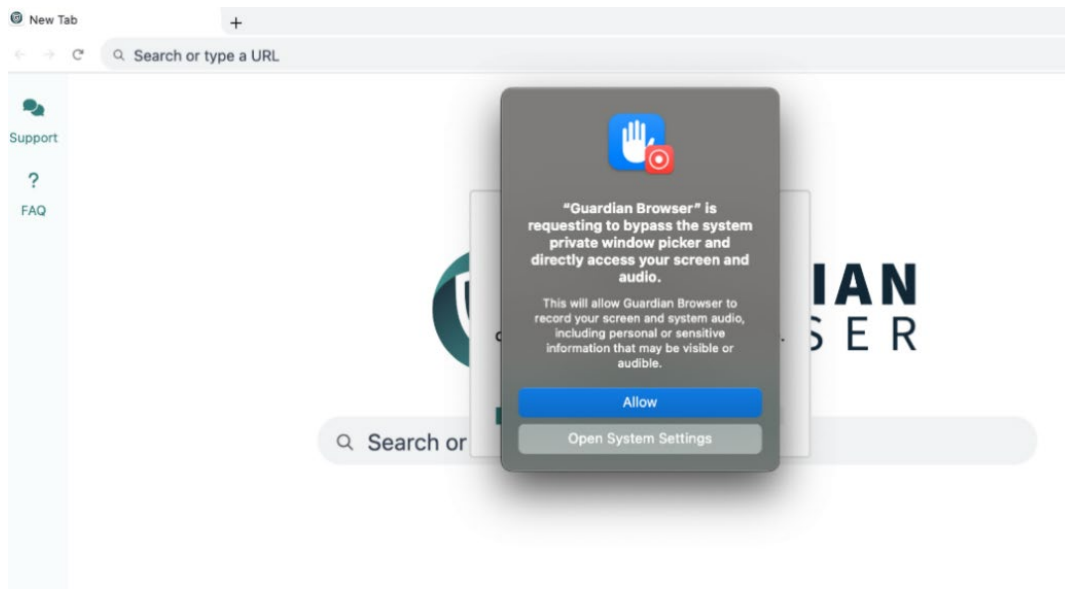 New Tab
+
Search or type a URL
Support
?
FAQ
“Guardian Browser” is
requesting to bypass the system
private window picker and
directly access your screen and
audio.
This will allow Guardian Browser to
record your screen and system audio,
including personal or sensitive
information that may be visible or
audible.
Allow
Open System Settings
IAN
SER
Search or